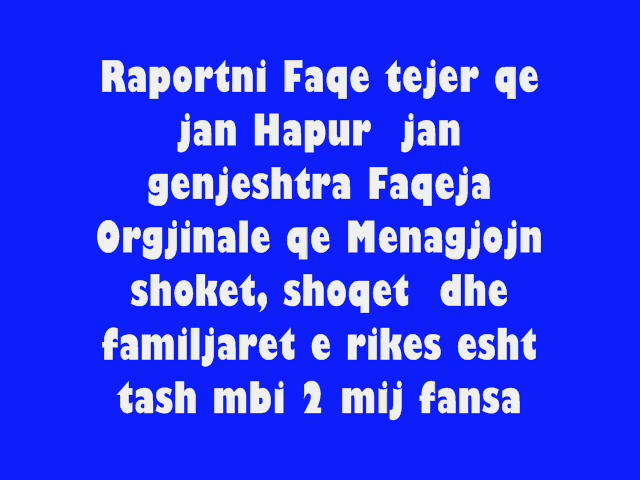 Raportni Faqe tejer qe
jan Hapur jan
genjeshtra Faqeja
Orgjinale qe Menagjojn
shoket, shoqet dhe
familjaret e rikes esht
tash mbi 2 mij fansa